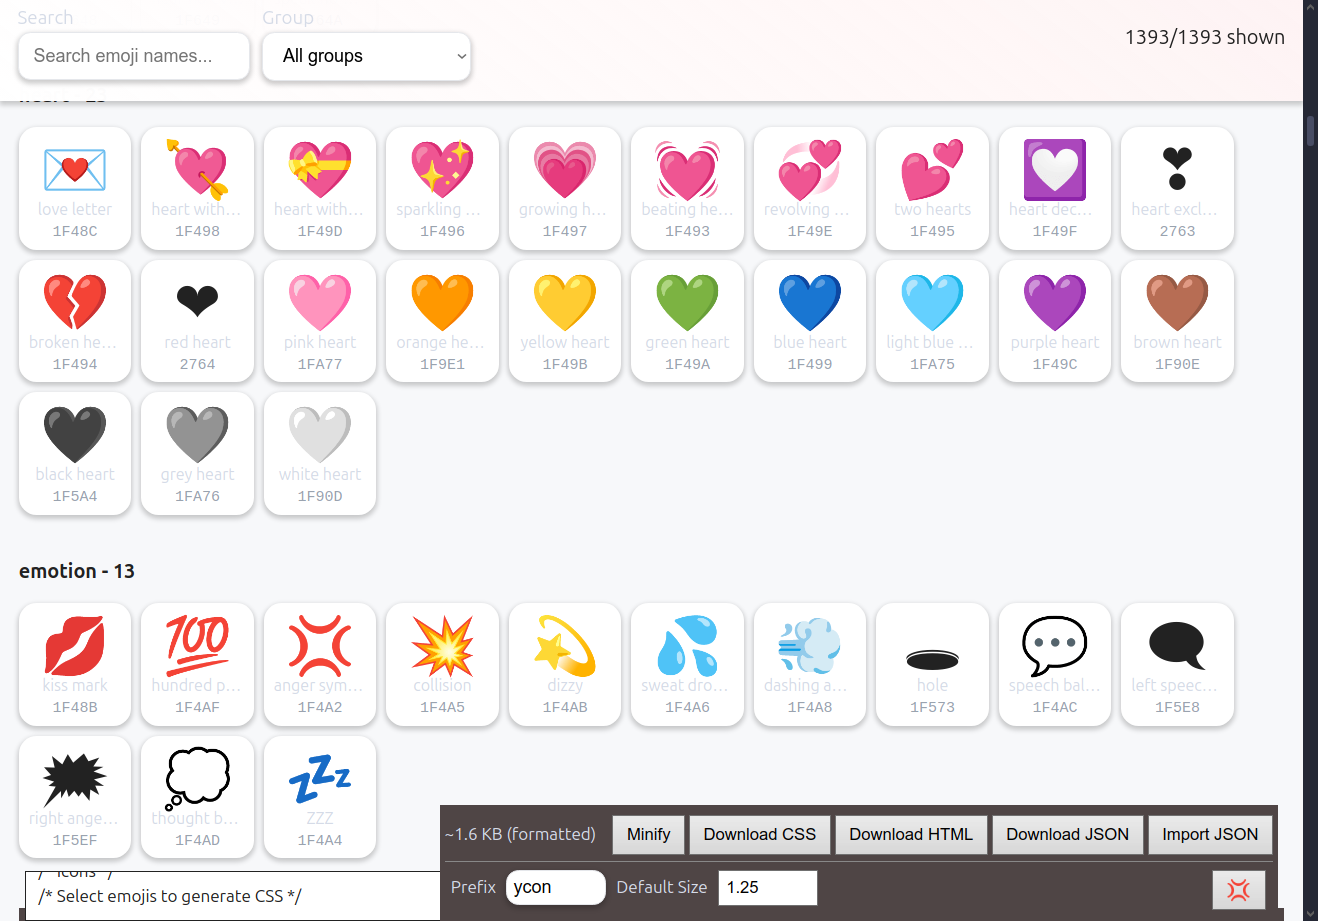 Search
Group
Search emoji names...
All groups
1393/1393 shown
love letter
1F48C
heart with...
1F498
heart with...
1F49D
sparkling ...
1F496
growing h...
1F497
beating he...
1F493
revolving ...
1F49E
two hearts
1F495
heart dec...
1F49F
heart excl...
2763
broken he...
1F494
red heart
2764
pink heart
1FA77
orange he...
1F9E1
yellow heart
1F49B
green heart
1F49A
blue heart
1F499
light blue ...
1FA75
purple heart
1F49C
brown heart
1F90E
black heart
1F5A4
grey heart
1FA76
white heart
1F90D
emotion - 13
kiss mark
1F48B
100
hundred p...
1F4AF
anger sym...
1F4A2
collision
1F4A5
dizzy
1F4AB
sweat dro...
1F4A6
dashing a...
1F4A8
hole
1F573
speech bal...
1F4AC
left speec...
1F5E8
right ange...
1F5EF
thought b...
1F4AD
zzz
ZZZ
1F4A4
~1.6 KB (formatted)
Minify
Download CSS
Download HTML
Download JSON
Import JSON
/* Icons */
/* Select emojis to generate CSS */
Prefix
ycon
Default Size
1.25